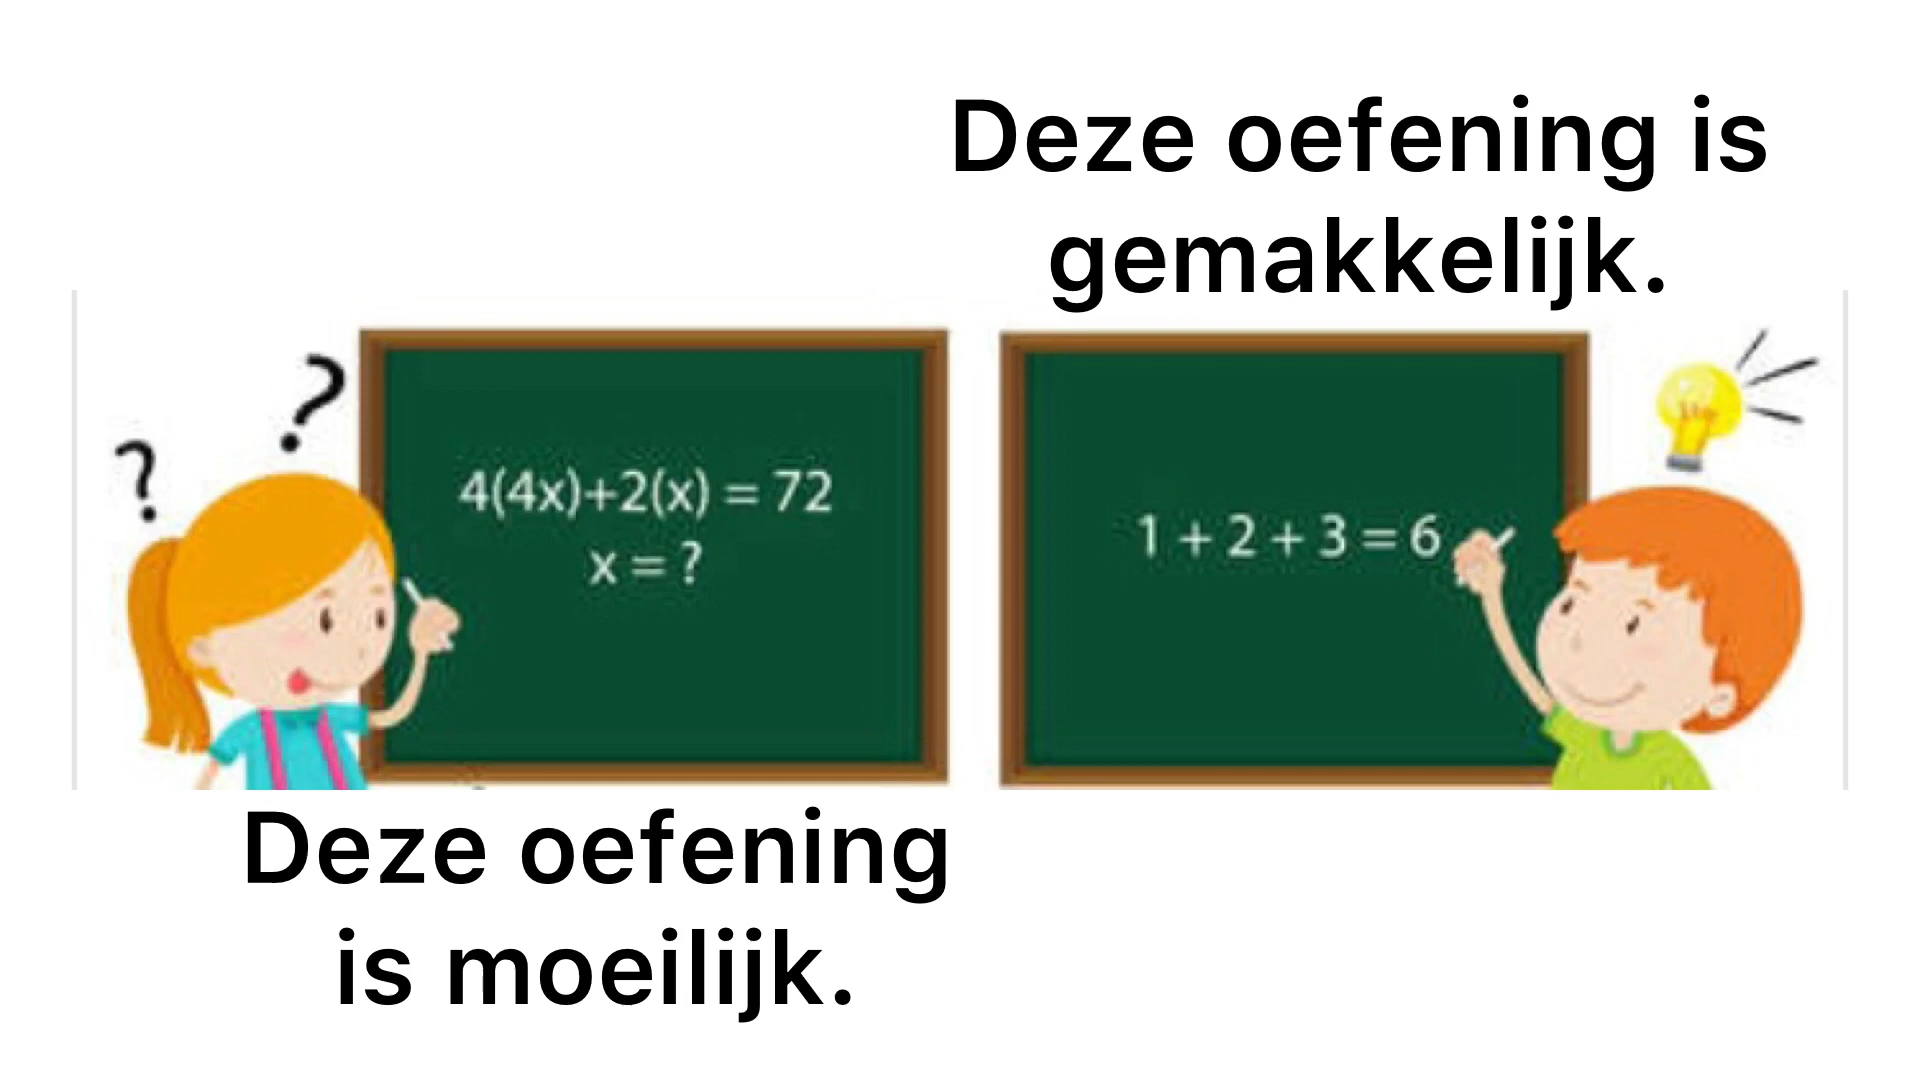 Deze oefening is
gemakkelijk.
? ?
4(4x)+2(x) = 72
x = ?
1 + 2 + 3 = 6
Deze oefening
is moeilijk.